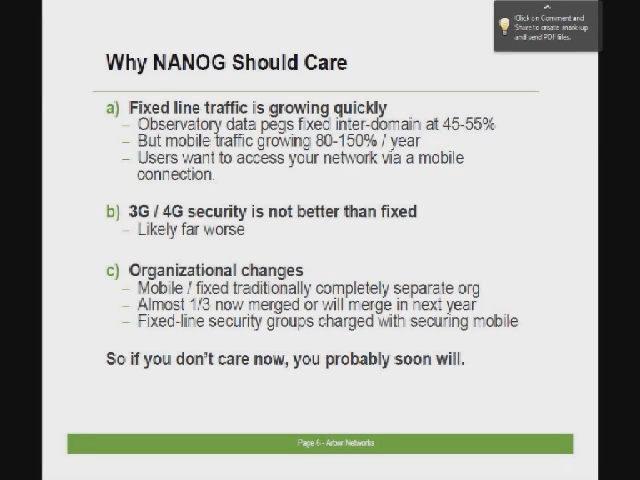 Click on Comment and
Share to create, mark-up
and send PDF files.
Why NANOG Should Care
a) Fixed line traffic is growing quickly
– Observatory data pegs fixed inter-domain at 45-55%
– But mobile traffic growing 80-150% / year
– Users want to access your network via a mobile
connection.
b) 3G / 4G security is not better than fixed
– Likely far worse
c) Organizational changes
– Mobile / fixed traditionally completely separate org
– Almost 1/3 now merged or will merge in next year
– Fixed-line security groups charged with securing mobile
So if you don't care now, you probably soon will.
Page 6 - Arbor Networks